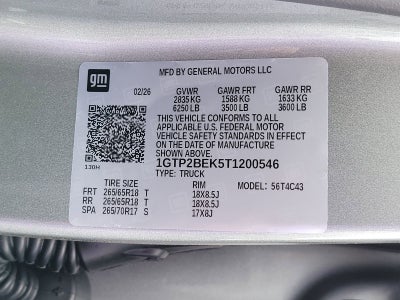 gm
MFD BY GENERAL MOTORS LLC
02/26 GVWR GAWR FRT GAWR RR
2835 KG 1588 KG 1633 KG
6250 LB 3500 LB 3600 LB
THIS VEHICLE CONFORMS TO ALL
APPLICABLE U.S. FEDERAL MOTOR
VEHICLE SAFETY STANDARDS IN EFFECT
ON THE DATE OF MANUFACTURE
SHOWN ABOVE.
1GTP2BEK5T1200546
TYPE: TRUCK
130H
TIRE SIZE RIM MODEL: 56T4C43
FRT 265/65R18 T 18X8.5J
RR 265/65R18 T 18X8.5J
SPA 265/70R17 S 17X8J